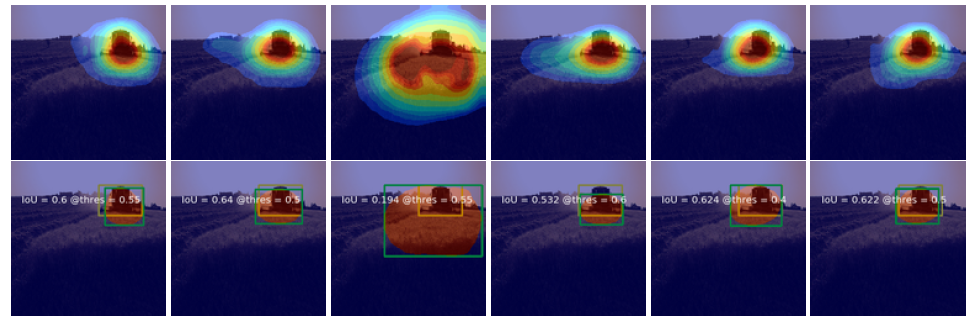 IoU = 0.6 @thres = 0.55
IoU = 0.64 @thres = 0.5
IoU = 0.194 @thres = 0.55
IoU = 0.532 @thres = 0.6
IoU = 0.624 @thres = 0.4
IoU = 0.622 @thres = 0.5